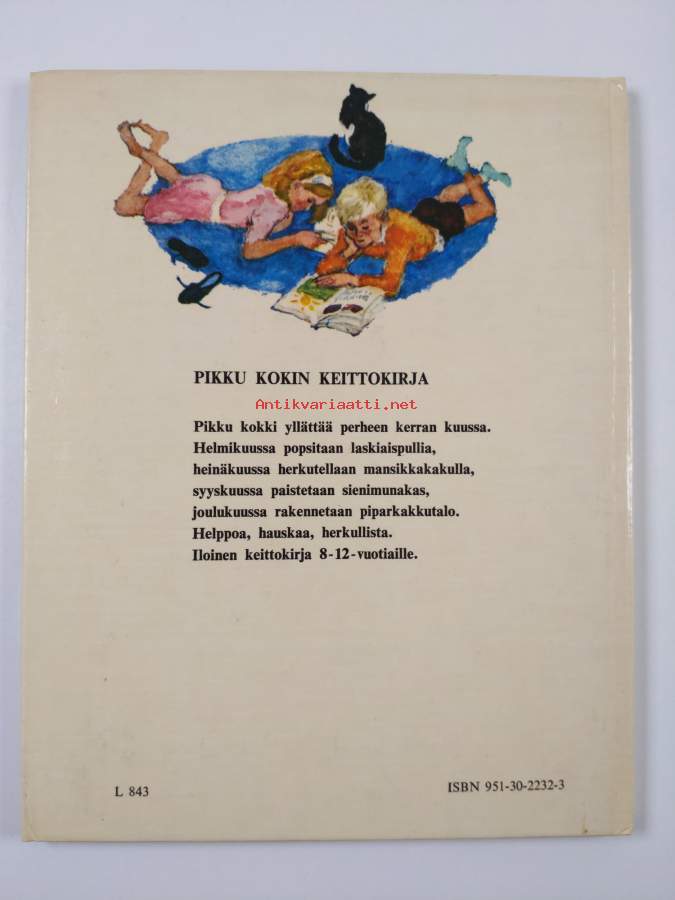 PIKKU KOKIN KEITTOKIRJA
Antikvariaatti.net
Pikku kokki yllättää perheen kerran kuussa.
Helmikuussa popsitaan laskiaispullia,
heinäkuussa herkutellaan mansikkakakulla,
syyskuussa paistetaan sienimunakas,
joulukuussa rakennetaan piparkakkutalo.
Helppoa, hauskaa, herkullista.
Iloinen keittokirja 8-12-vuotiaille.
L 843
ISBN 951-30-2232-3